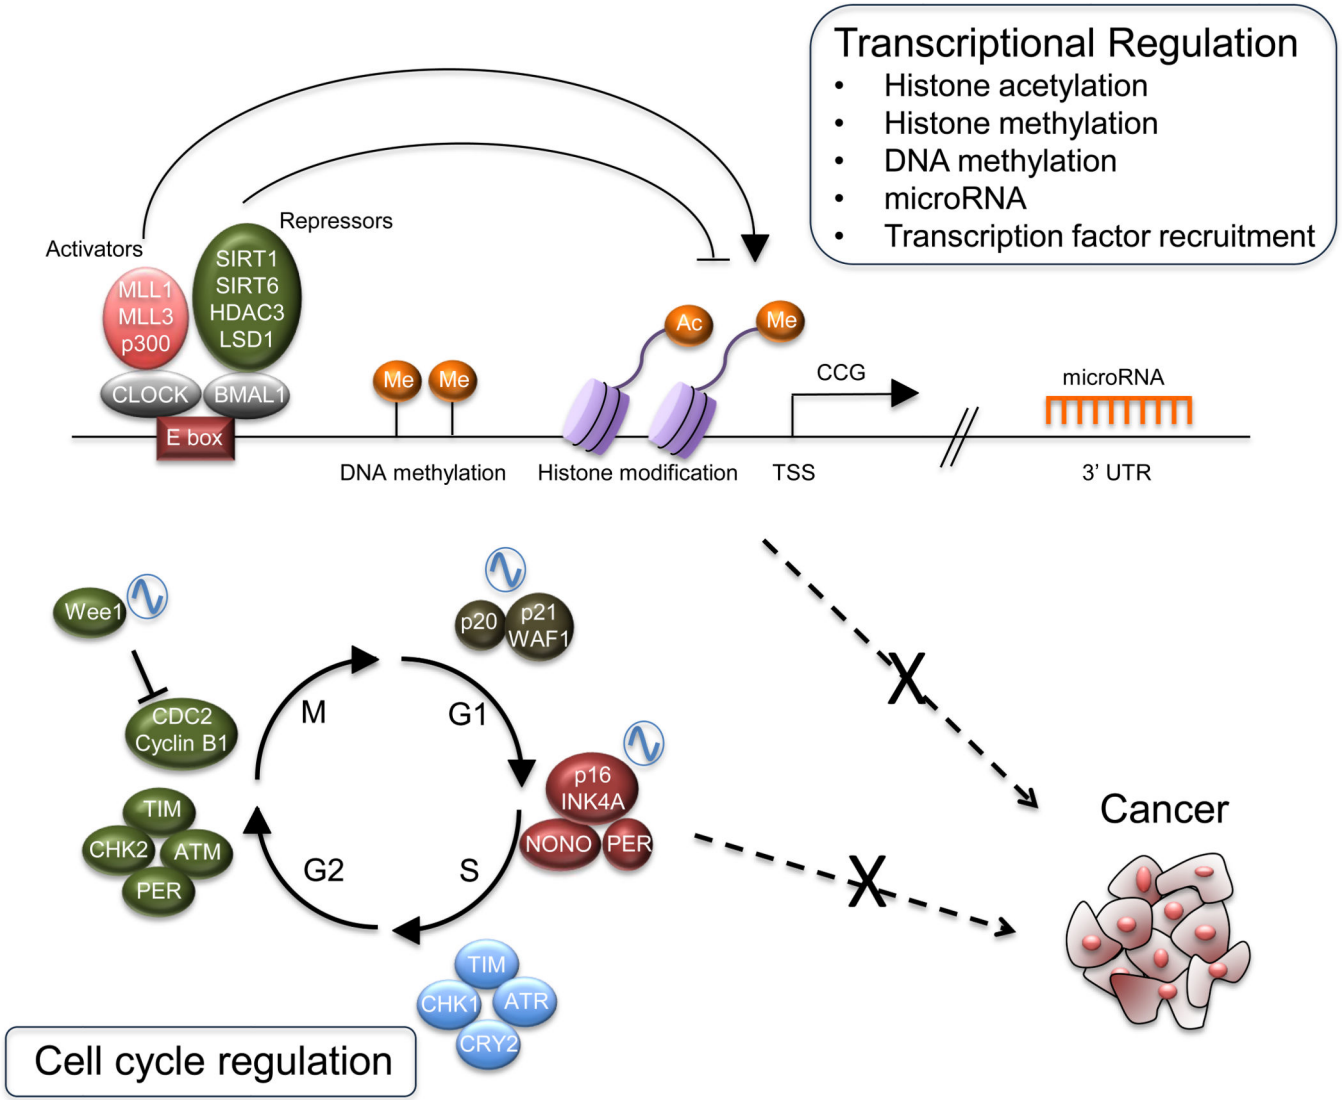 Transcriptional Regulation
• Histone acetylation
• Histone methylation
• DNA methylation
• microRNA
• Transcription factor recruitment
Repressors
Activators
SIRT1
SIRT6
HDAC3
LSD1
MLL1
MLL3
p300
CLOCK
BMAL1
E box
Me
Me
DNA methylation
Ac
Me
Histone modification
CCG
TSS
microRNA
3’ UTR
Wee1
CDC2
Cyclin B1
p20
p21
WAF1
M
G1
G2
S
p16
INK4A
NONO
PER
TIM
CHK2
ATM
PER
TIM
CHK1
ATR
CRY2
X
X
Cancer
Cell cycle regulation